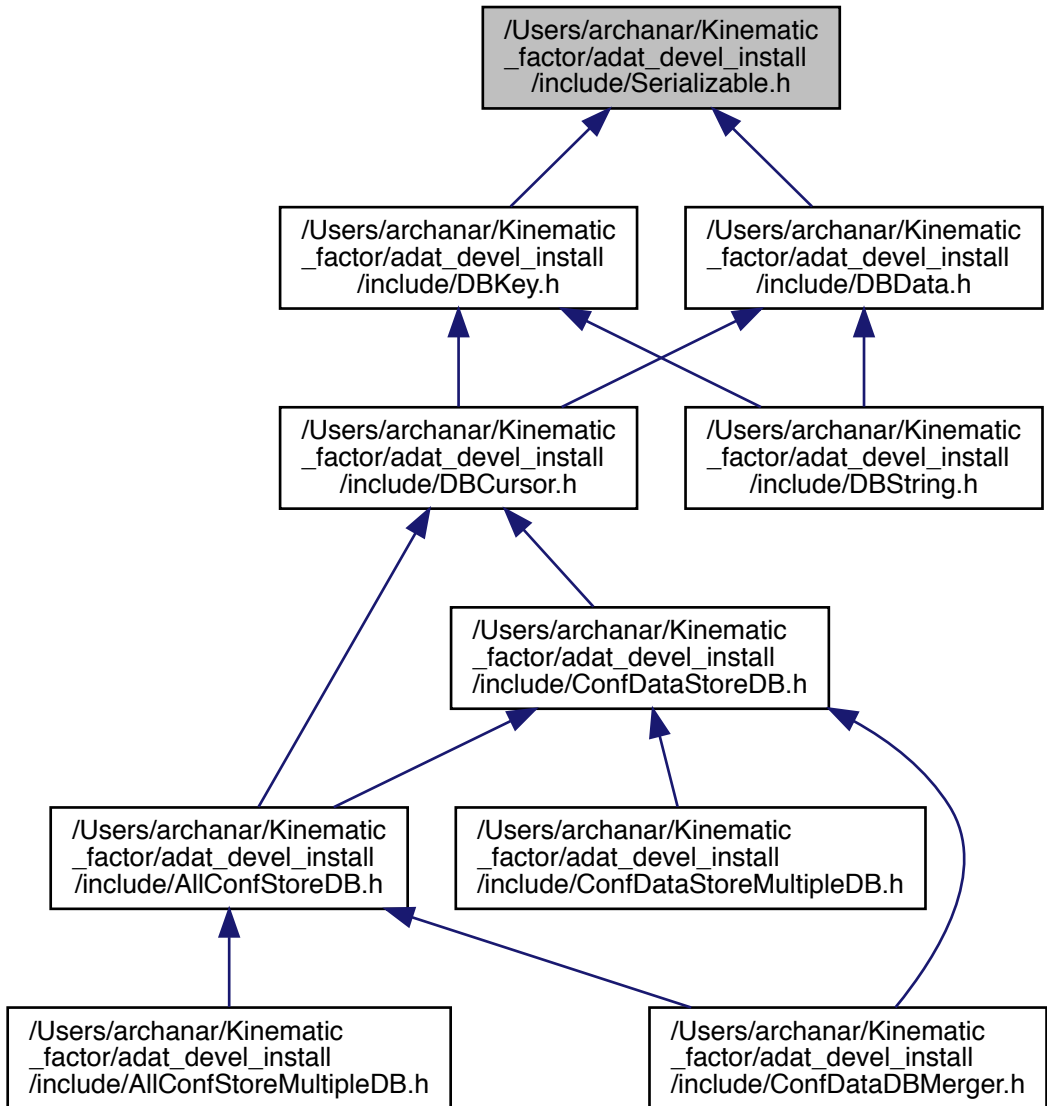 /Users/archanar/Kinematic
_factor/adat_devel_install
/include/Serializable.h
/Users/archanar/Kinematic
_factor/adat_devel_install
/include/DBKey.h
/Users/archanar/Kinematic
_factor/adat_devel_install
/include/DBData.h
/Users/archanar/Kinematic
_factor/adat_devel_install
/include/DBCursor.h
/Users/archanar/Kinematic
_factor/adat_devel_install
/include/DBString.h
/Users/archanar/Kinematic
_factor/adat_devel_install
/include/ConfDataStoreDB.h
/Users/archanar/Kinematic
_factor/adat_devel_install
/include/AllConfStoreDB.h
/Users/archanar/Kinematic
_factor/adat_devel_install
/include/ConfDataStoreMultipleDB.h
/Users/archanar/Kinematic
_factor/adat_devel_install
/include/AllConfStoreMultipleDB.h
/Users/archanar/Kinematic
_factor/adat_devel_install
/include/ConfDataDBMerger.h